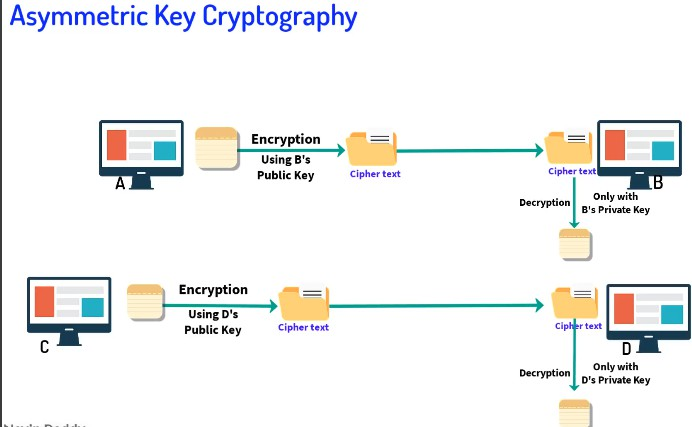 Asymmetric Key Cryptography
Encryption
Using B's
Public Key
Cipher text
Cipher text
A
B
Decryption
Only with
B's Private Key
Encryption
Using D's
Public Key
Cipher text
Cipher text
C
D
Decryption
Only with
D's Private Key